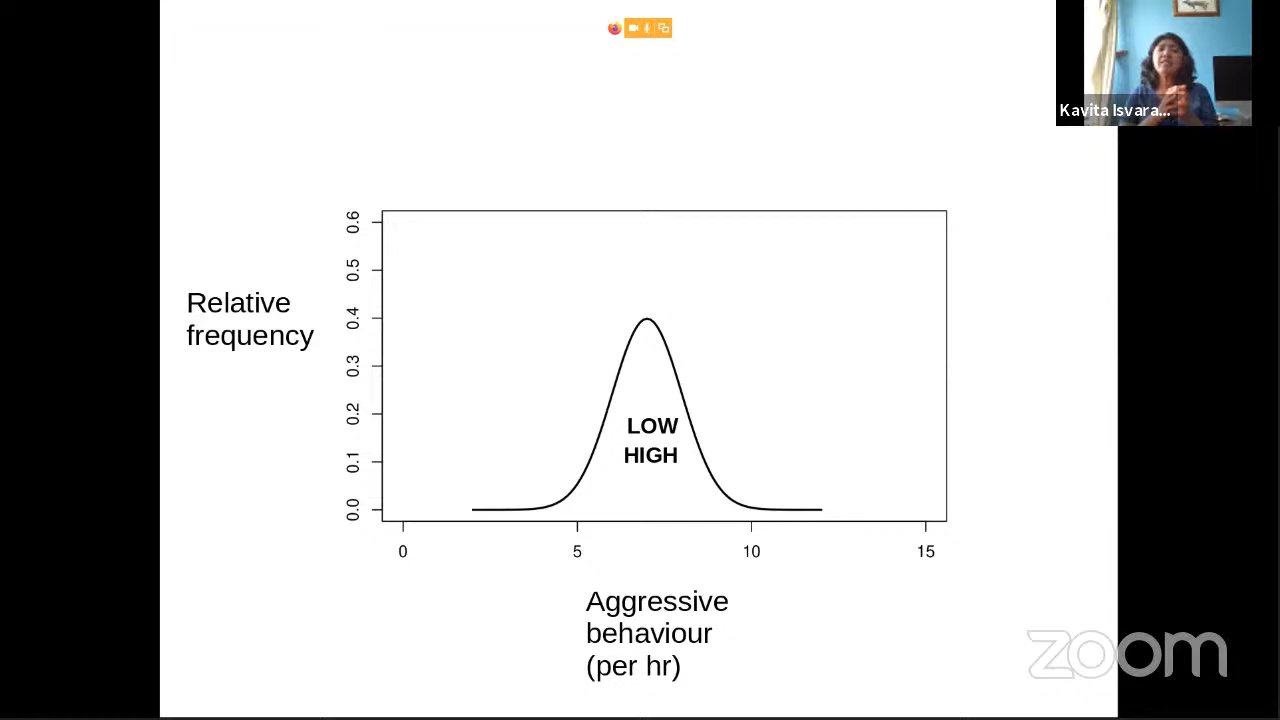 Kavita Isvara...
0.6
0.5
0.4
0.3
0.2
0.1
0.0
Relative
frequency
LOW
HIGH
0 5 10 15
Aggressive
behaviour
(per hr)
zoom